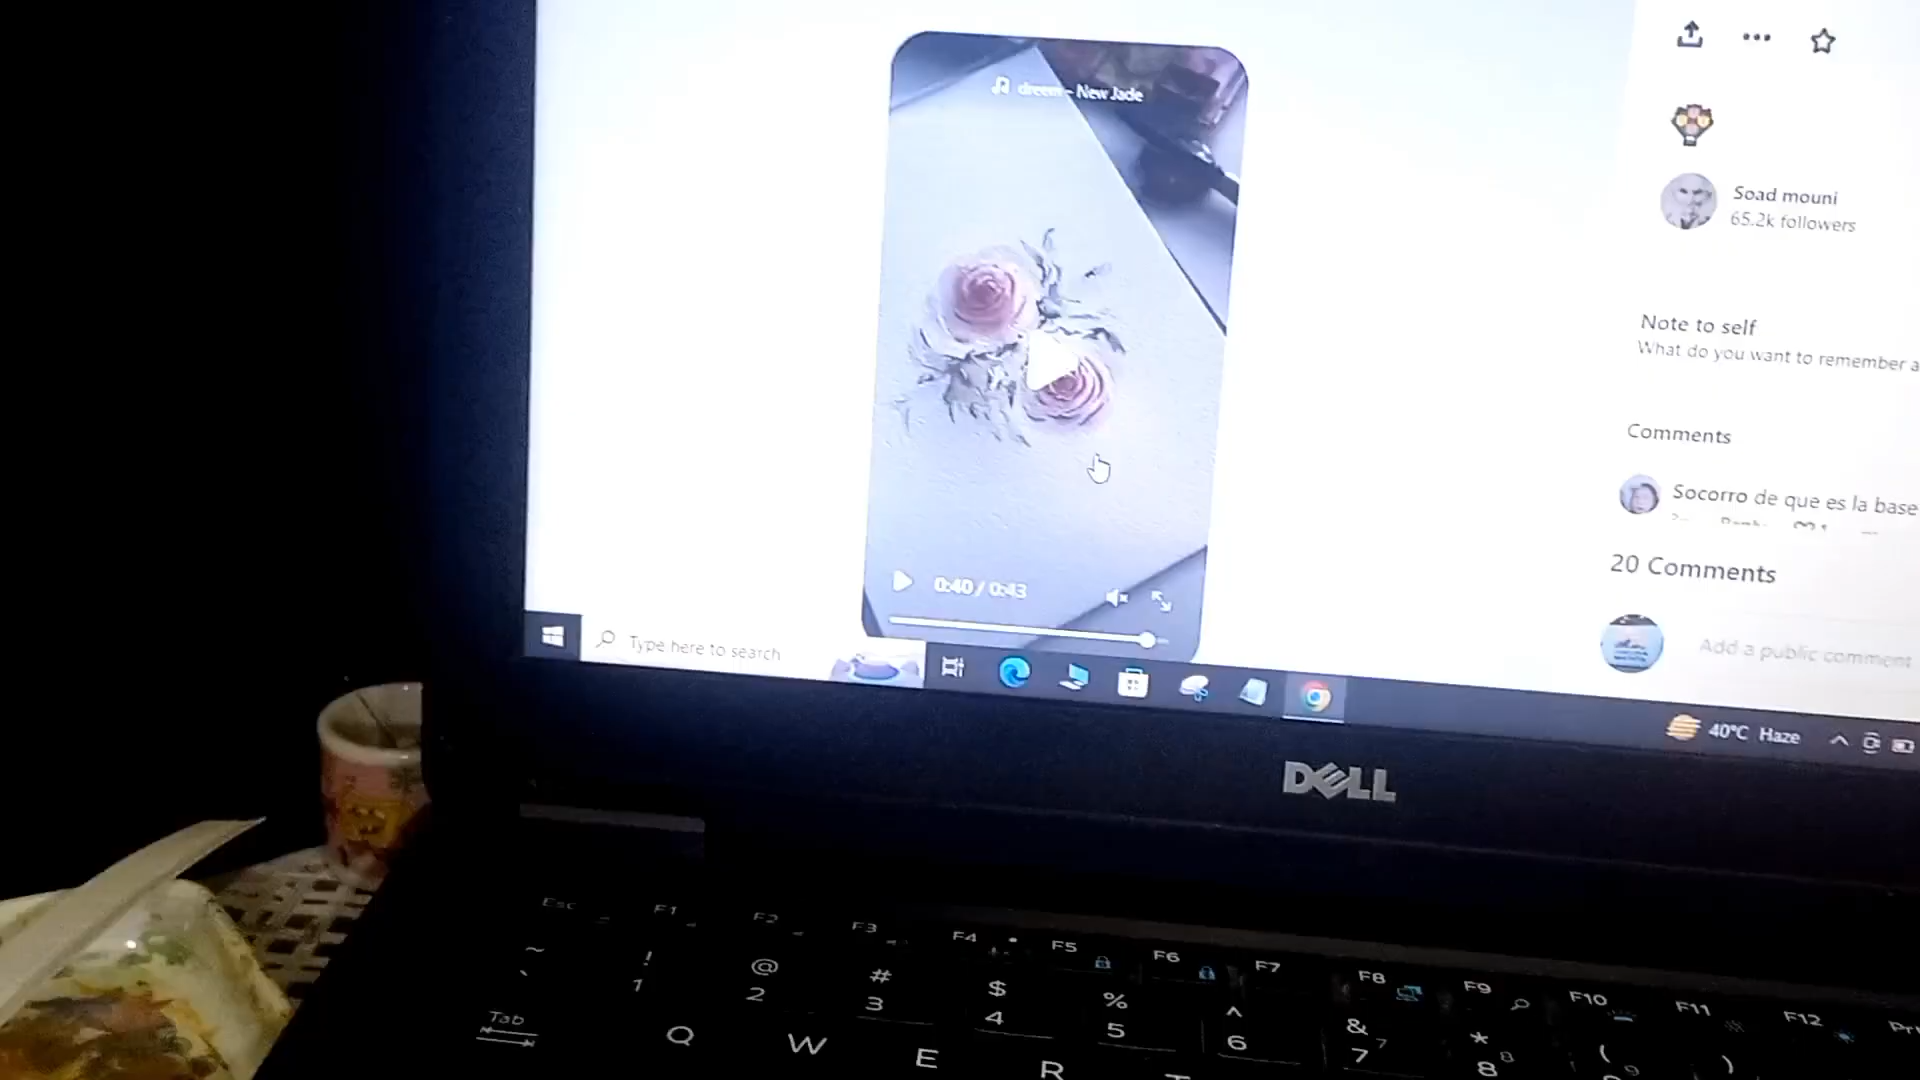 dreem - New Jade
Soad mouni
65.2k followers
Note to self
What do you want to remember a
Comments
Socorro de que es la base
20 Comments
Add a public comment
0:40 / 0:43
Type here to search
40°C Haze
DELL
Esc F1 F2 F3 F4 F5 F6 F7 F8 F9 F10 F11 F12
~ ! @ # $ % ^ & * ( )
` 1 2 3 4 5 6 7 8 9
Tab Q W E R